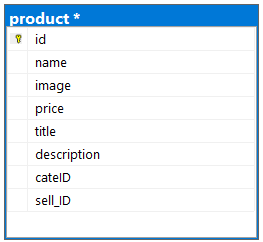 product *
id
name
image
price
title
description
cateID
sell_ID